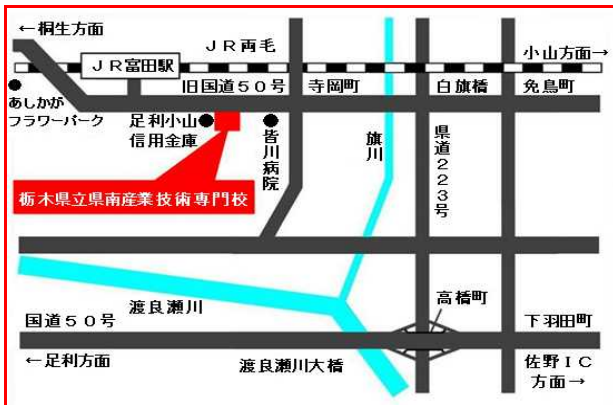 ←桐生方面
JR両毛
小山方面→
JR富田駅
旧国道50号
寺岡町
白旗橋
免鳥町
あしかが
フラワーパーク
足利小山
信用金庫
皆川病院
旗川
県道223号
栃木県立県南産業技術専門校
渡良瀬川
高橋町
国道50号
下羽田町
←足利方面
渡良瀬川大橋
佐野IC
方面→